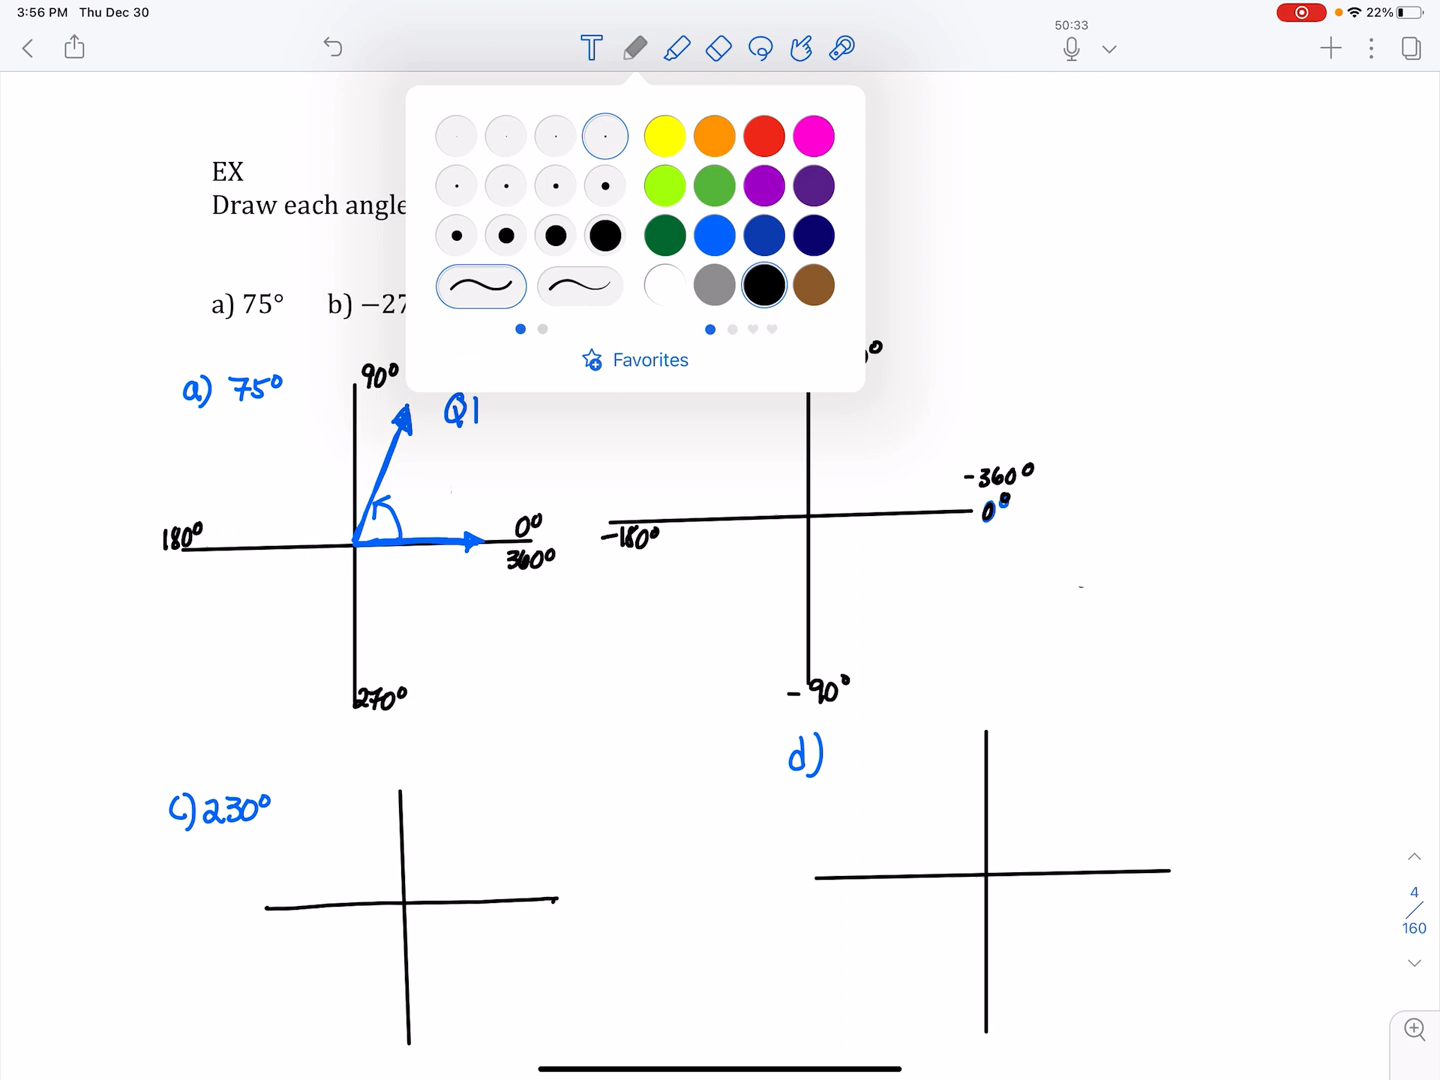 3:56 PM Thu Dec 30
22%
50:33
T
EX
Draw each angle
a) 75° b) −27
Favorites
a) 75°
90°
Q1
180°
0°
360°
270°
-360°
0°
-180°
-90°
c) 230°
d)
4
160